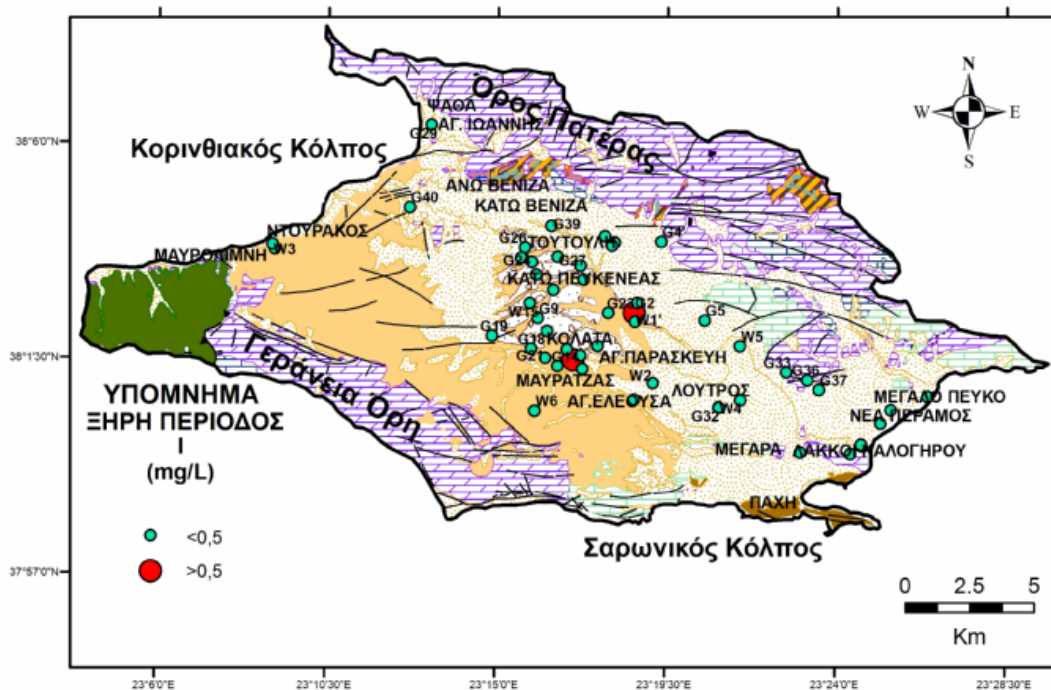 N
W E
S
38°6'0"N
38°1'30"N
37°57'0"N
Όρος Πατέρας
ΨΑΘΑ
ΑΓ. ΙΩΑΝΝΗΣ
G29
Κορινθιακός Κόλπος
ΑΝΩ ΒΕΝΙΖΑ
G40
ΚΑΤΩ ΒΕΝΙΖΑ
ΝΤΟΥΡΑΚΟΣ
G39
W3
G26
ΤΟΥΤΟΥΛΗ
G4
ΜΑΥΡΟΛΙΜΝΗ
G27
ΚΑΤΩ ΠΕΥΚΕΝΕΑΣ
G9
G5
G19
W5
G18
ΚΟΛΑΤΑ
Γεράνεια Όρη
ΑΓ.ΠΑΡΑΣΚΕΥΗ
G33
G36
G37
ΜΑΥΡΑΤΖΑΣ
W2
ΛΟΥΤΡΟΣ
ΜΕΓΑΛΟ ΠΕΥΚΟ
W6
ΑΓ.ΕΛΕΟΥΣΑ
G32
W4
ΝΕΑ ΠΕΡΑΜΟΣ
ΜΕΓΑΡΑ
ΛΑΚΚΟΣ ΚΑΛΟΓΗΡΟΥ
ΠΑΧΗ
Σαρωνικός Κόλπος
ΥΠΟΜΝΗΜΑ
ΞΗΡΗ ΠΕΡΙΟΔΟΣ
I
(mg/L)
<0,5
>0,5
0 2.5 5
Km
23°6'0"E 23°10'30"E 23°15'0"E 23°19'30"E 23°24'0"E 23°28'30"E